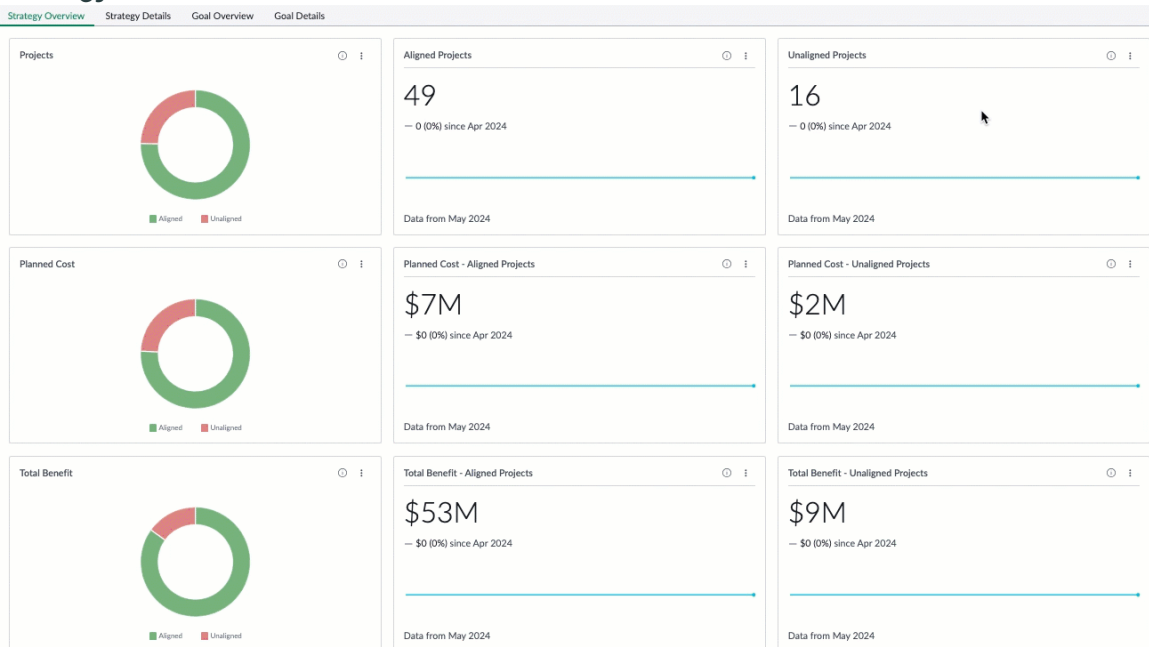 Strategy Overview Strategy Details Goal Overview Goal Details
Projects
Aligned Unaligned
Aligned Projects
49
— 0 (0%) since Apr 2024
Data from May 2024
Unaligned Projects
16
— 0 (0%) since Apr 2024
Data from May 2024
Planned Cost
Aligned Unaligned
Planned Cost - Aligned Projects
$7M
— $0 (0%) since Apr 2024
Data from May 2024
Planned Cost - Unaligned Projects
$2M
— $0 (0%) since Apr 2024
Data from May 2024
Total Benefit
Aligned Unaligned
Total Benefit - Aligned Projects
$53M
— $0 (0%) since Apr 2024
Data from May 2024
Total Benefit - Unaligned Projects
$9M
— $0 (0%) since Apr 2024
Data from May 2024